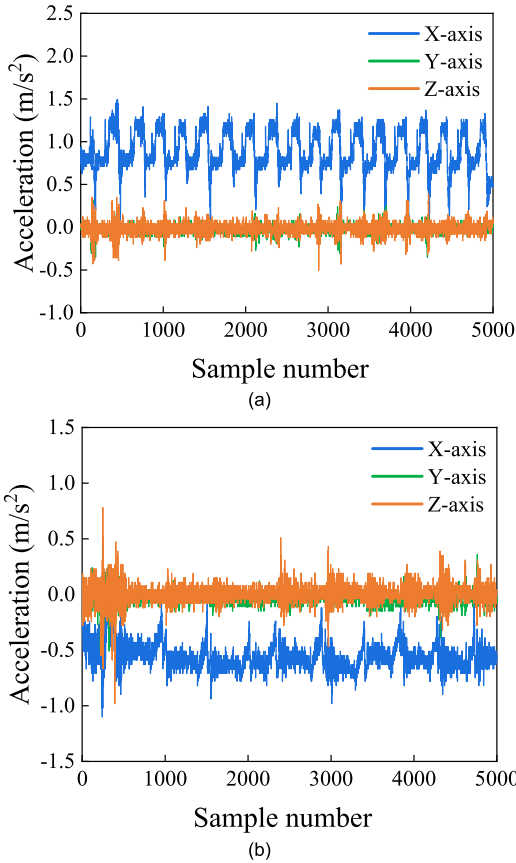 2.5
2.0
1.5
1.0
0.5
0.0
-0.5
-1.0
Acceleration (m/s²)
X-axis
Y-axis
Z-axis
0 1000 2000 3000 4000 5000
Sample number
(a)
1.5
1.0
0.5
0.0
-0.5
-1.0
-1.5
Acceleration (m/s²)
X-axis
Y-axis
Z-axis
0 1000 2000 3000 4000 5000
Sample number
(b)